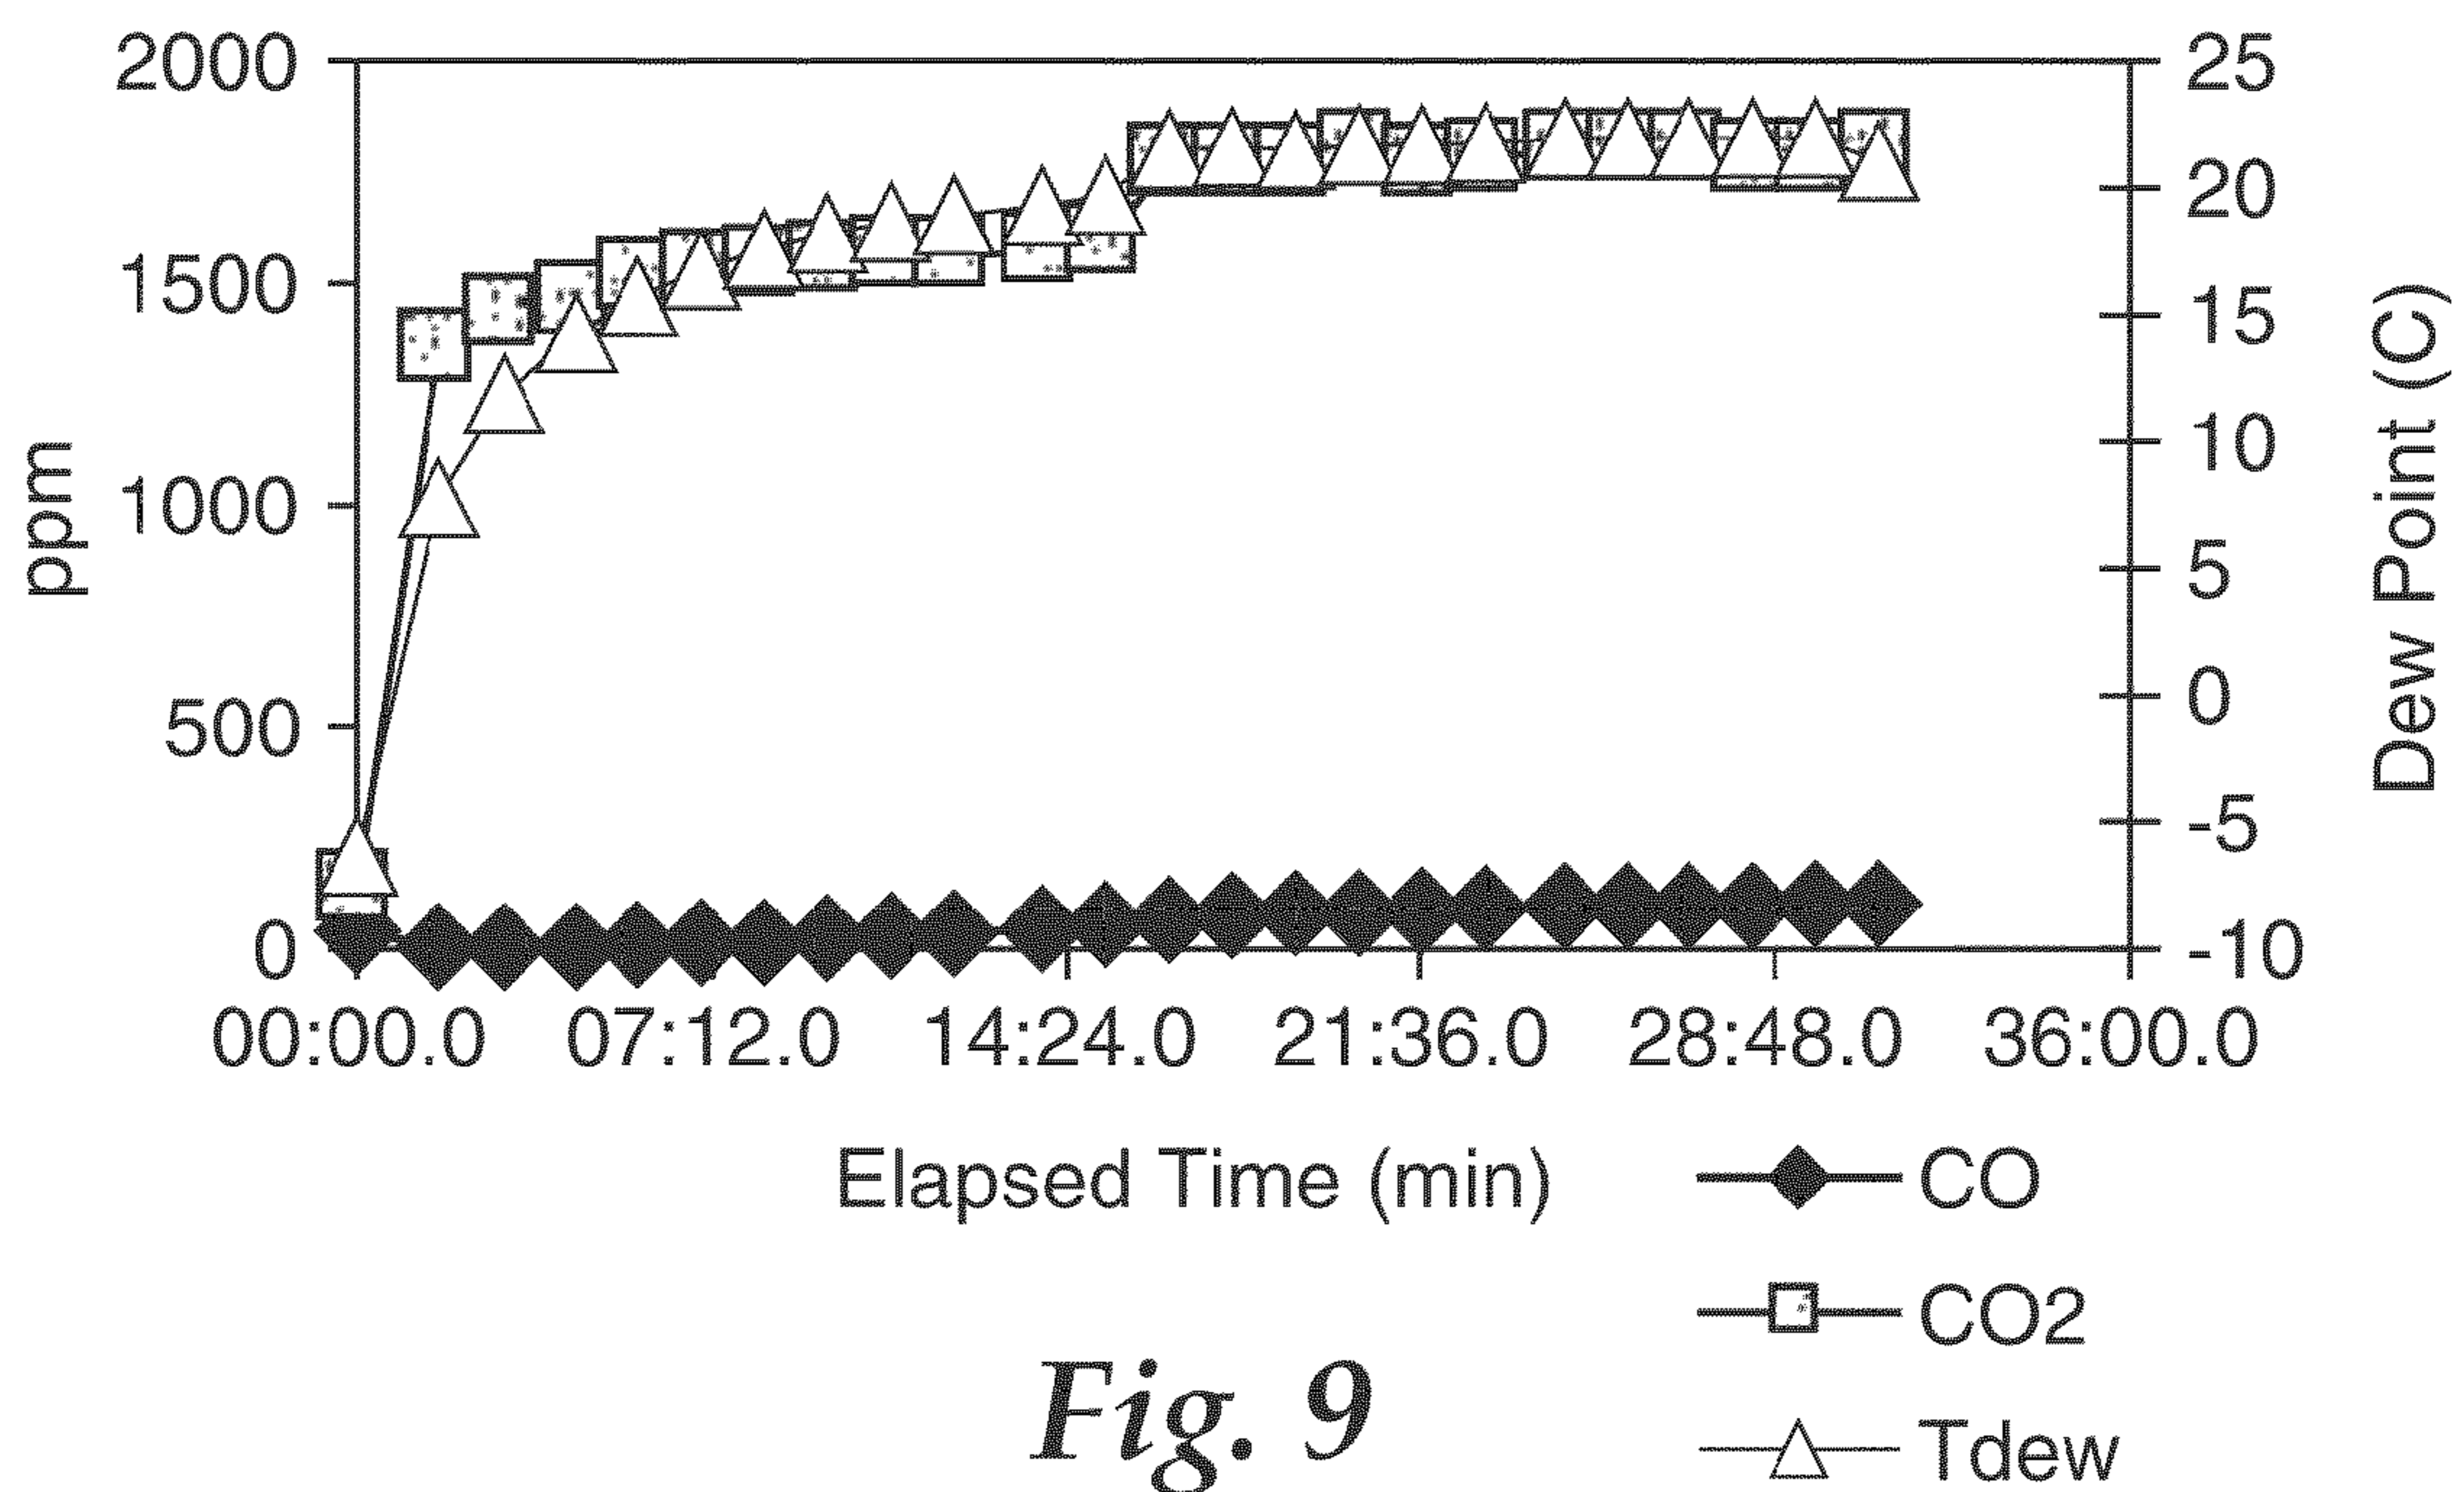 2000
1500
1000
500
0
ppm
25
20
15
10
5
0
-5
-10
Dew Point (C)
00:00.0 07:12.0 14:24.0 21:36.0 28:48.0 36:00.0
Elapsed Time (min)
CO
CO2
Tdew
Fig. 9